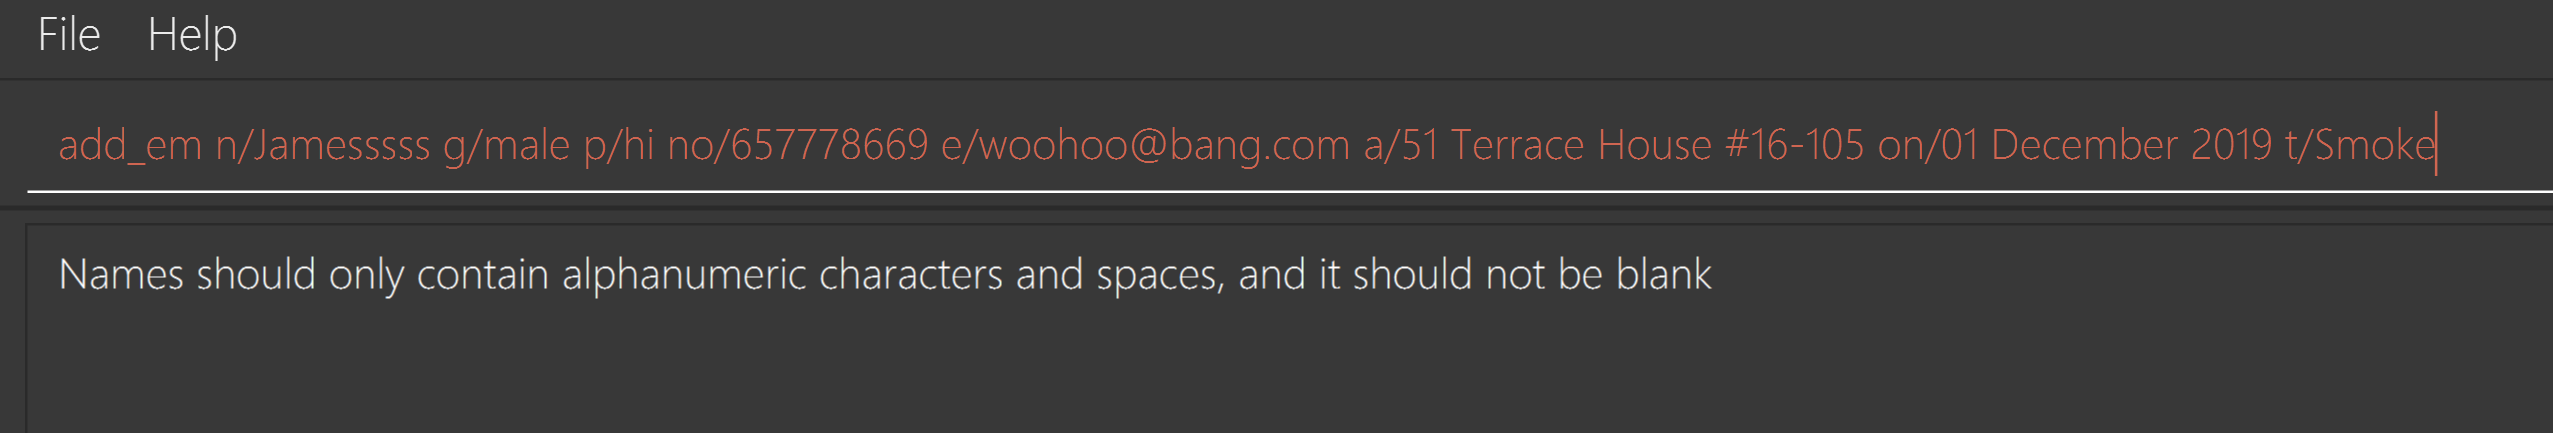 File Help
add_em n/Jamesssss g/male p/hi no/657778669 e/woohoo@bang.com a/51 Terrace House #16-105 on/01 December 2019 t/Smoke
Names should only contain alphanumeric characters and spaces, and it should not be blank